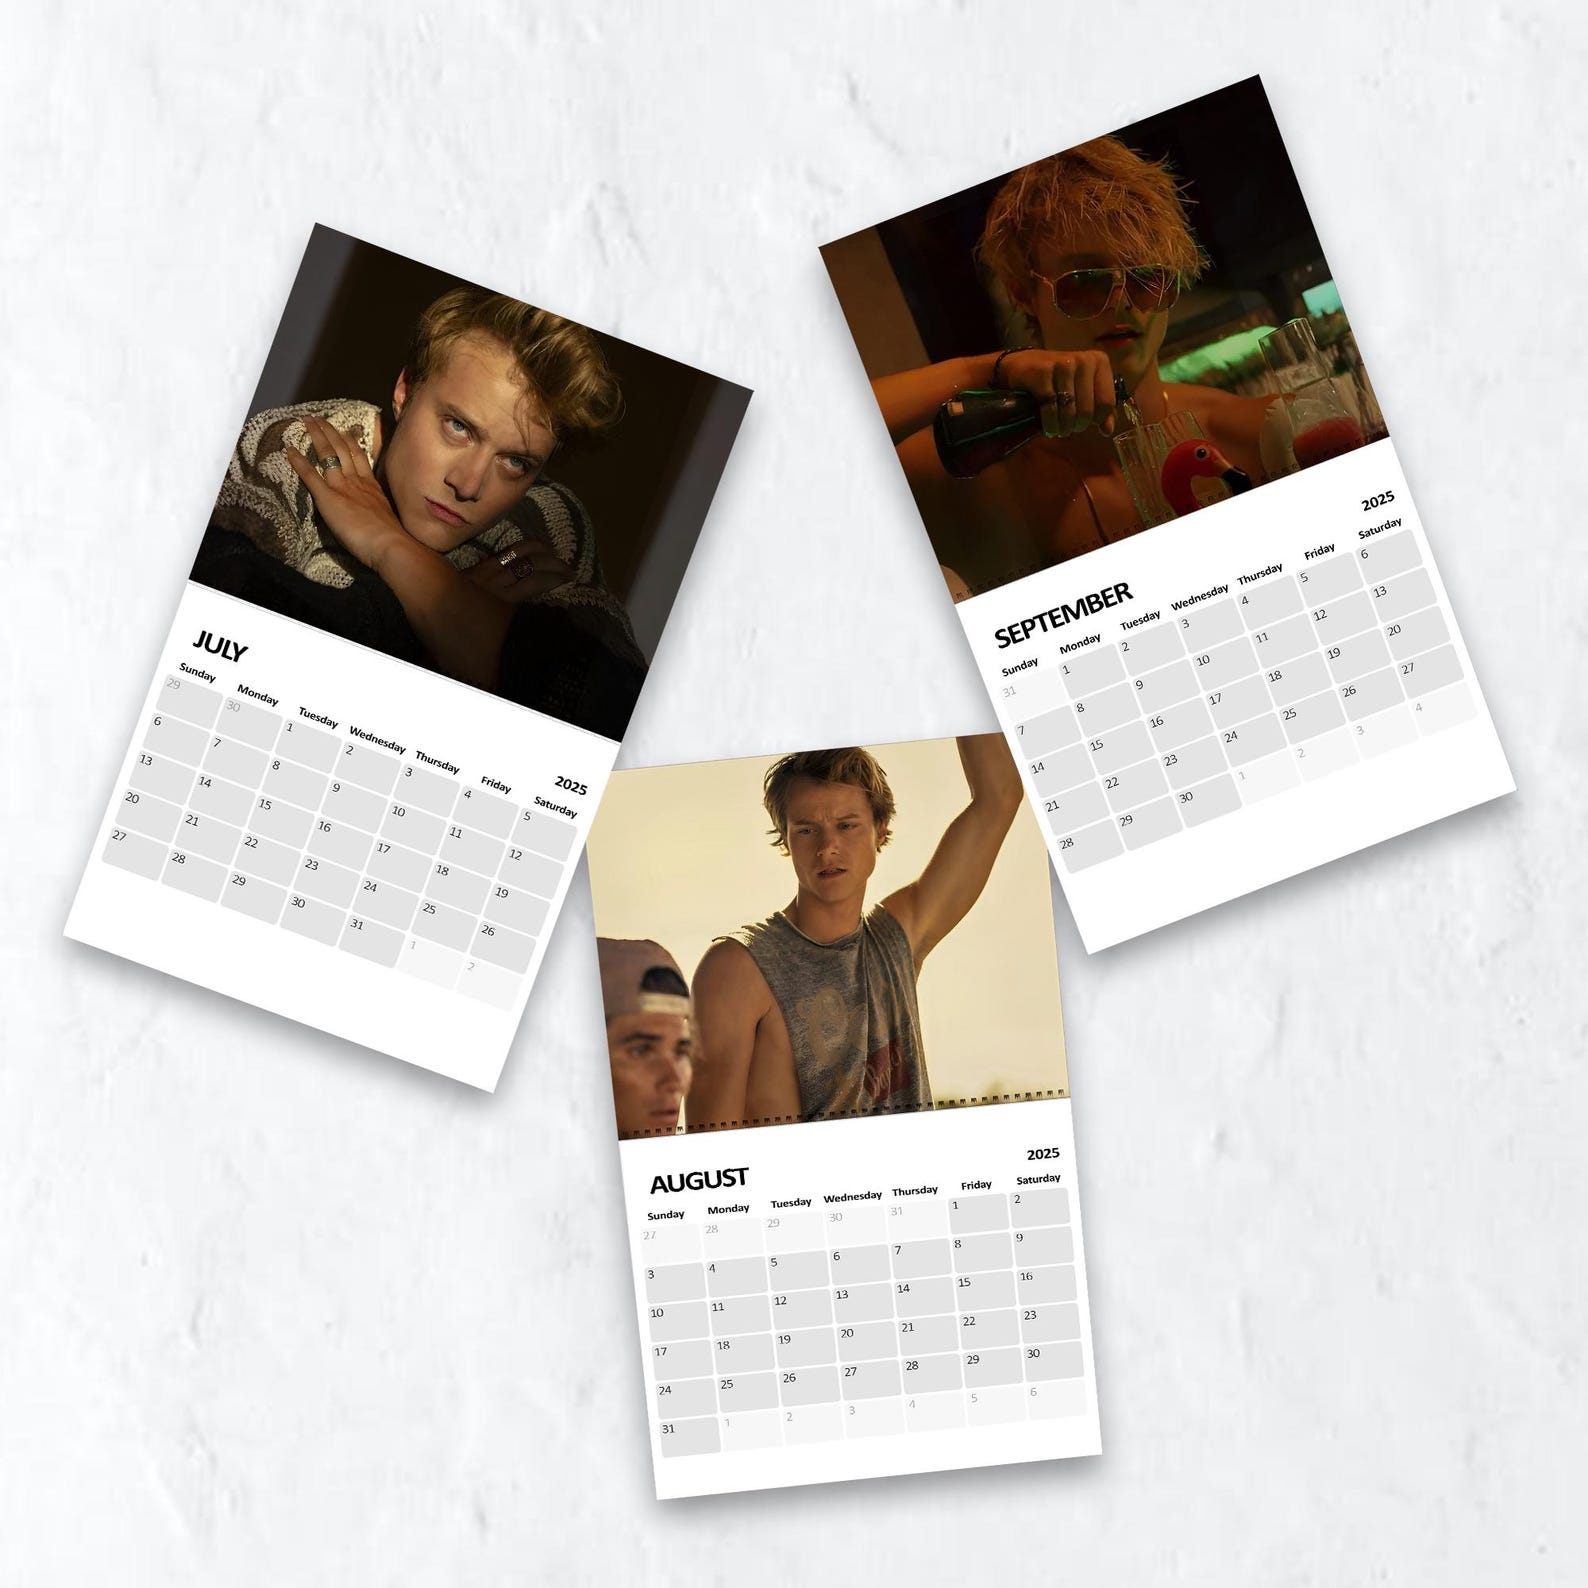 JULY
2025
Sunday Monday Tuesday Wednesday Thursday Friday Saturday
29 30 1 2 3 4 5
6 7 8 9 10 11 12
13 14 15 16 17 18 19
20 21 22 23 24 25 26
27 28 29 30 31 1 2
SEPTEMBER
2025
Sunday Monday Tuesday Wednesday Thursday Friday Saturday
31 1 2 3 4 5 6
7 8 9 10 11 12 13
14 15 16 17 18 19 20
21 22 23 24 25 26 27
28 29 30 1 2 3 4
AUGUST
2025
Sunday Monday Tuesday Wednesday Thursday Friday Saturday
27 28 29 30 31 1 2
3 4 5 6 7 8 9
10 11 12 13 14 15 16
17 18 19 20 21 22 23
24 25 26 27 28 29 30
31 1 2 3 4 5 6